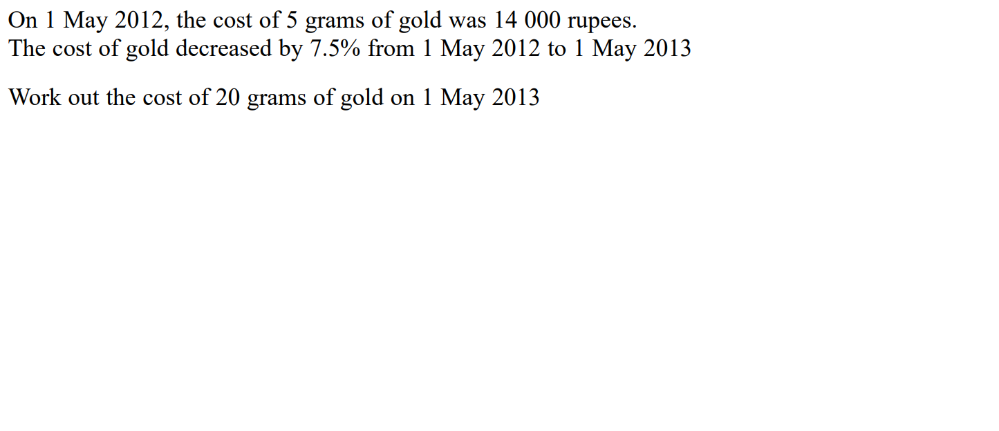 On 1 May 2012, the cost of 5 grams of gold was 14 000 rupees.
The cost of gold decreased by 7.5% from 1 May 2012 to 1 May 2013
Work out the cost of 20 grams of gold on 1 May 2013